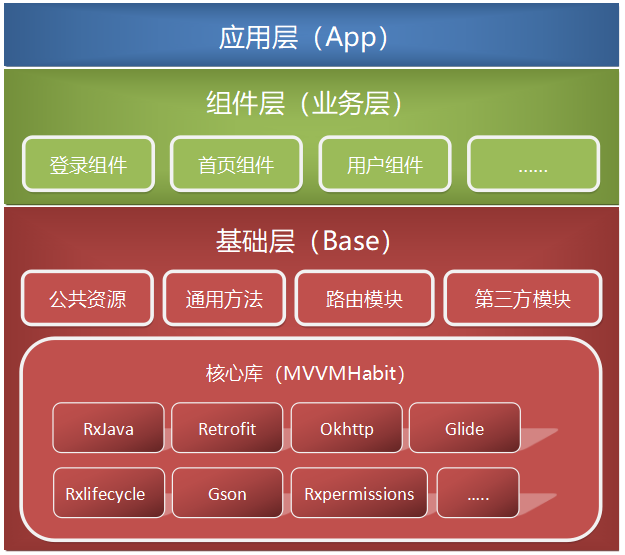 应用层（App）
组件层（业务层）
登录组件 首页组件 用户组件 ……
基础层（Base）
公共资源 通用方法 路由模块 第三方模块
核心库（MVVMHabit）
RxJava Retrofit Okhttp Glide
Rxlifecycle Gson Rxpermissions …..